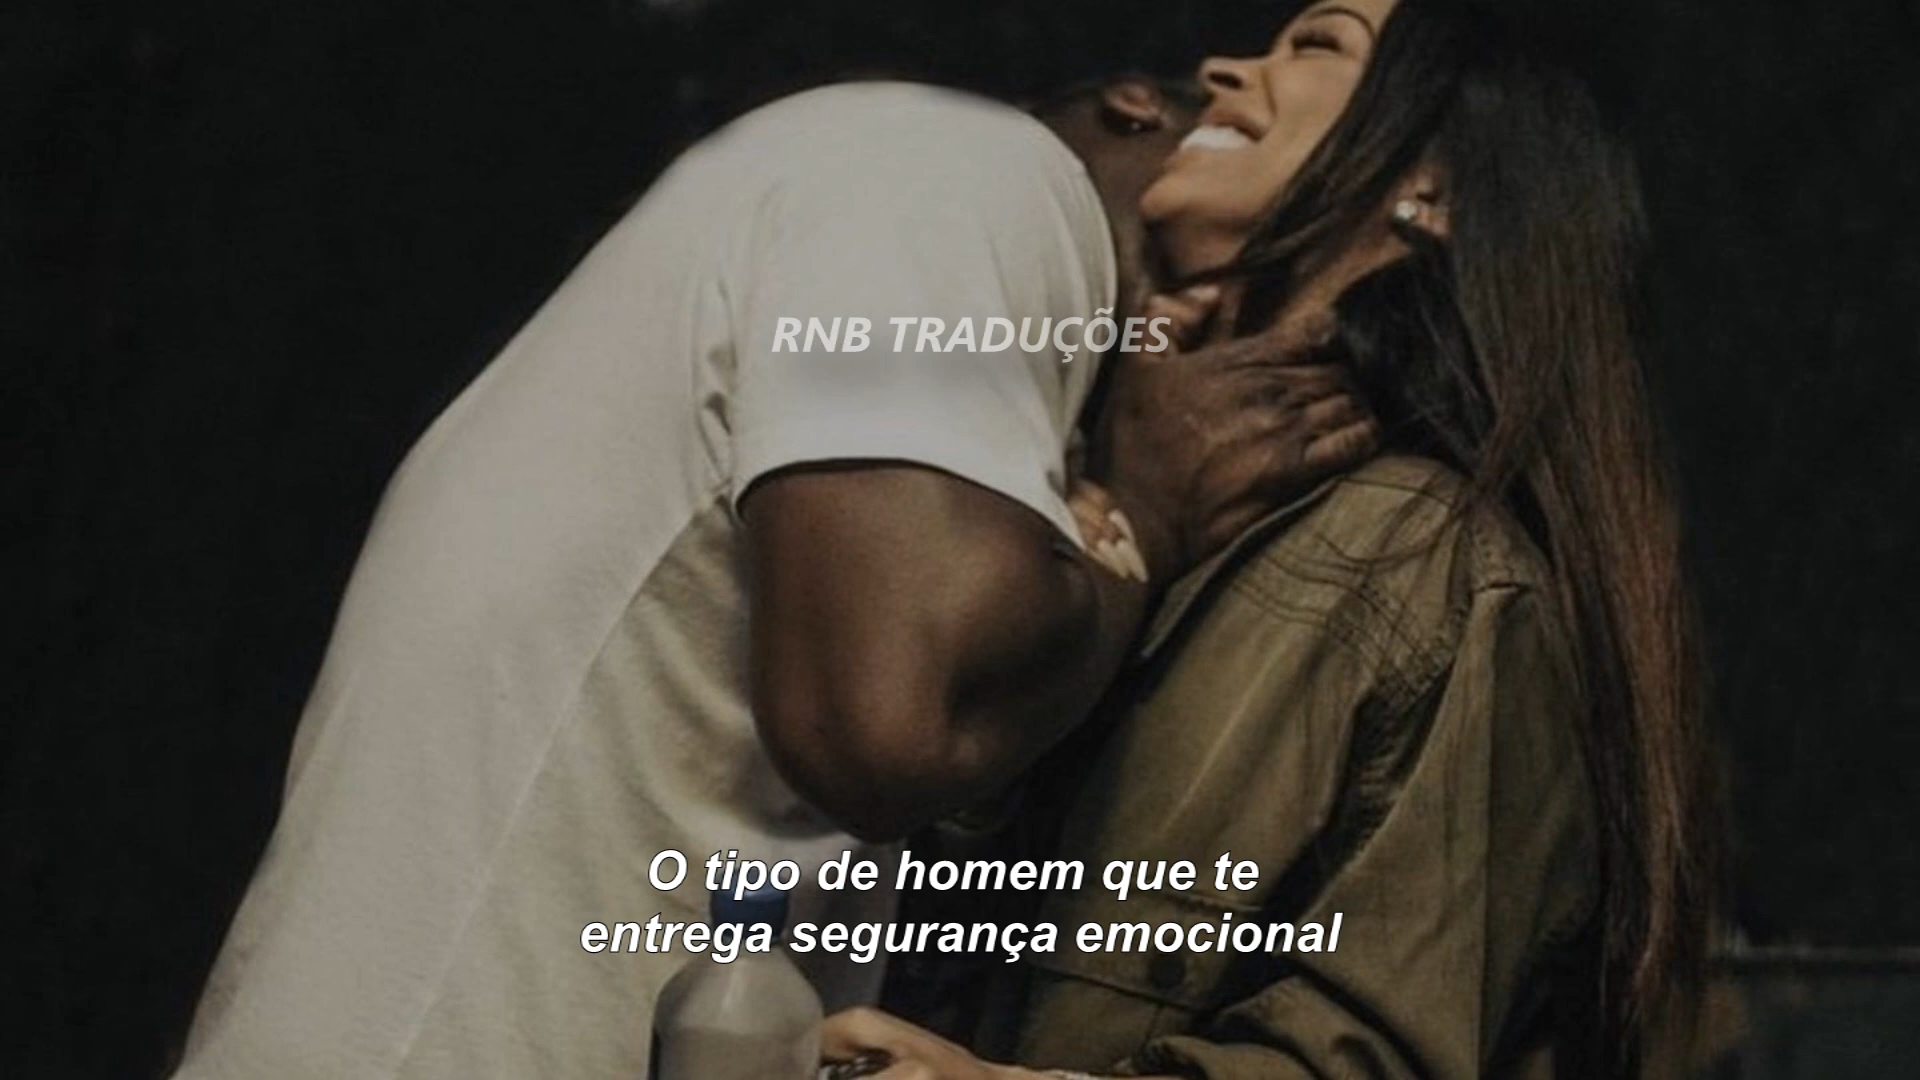 RNB TRADUÇÕES
O tipo de homem que te
entrega segurança emocional